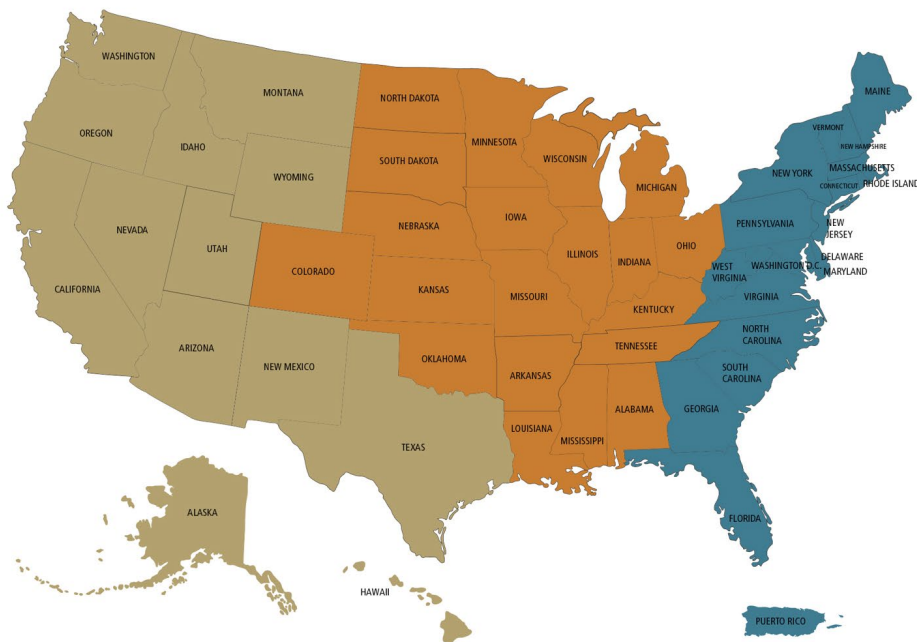 WASHINGTON
MONTANA
NORTH DAKOTA
MINNESOTA
MAINE
OREGON
IDAHO
WYOMING
SOUTH DAKOTA
WISCONSIN
MICHIGAN
VERMONT
NEW HAMPSHIRE
NEW YORK
MASSACHUSETTS
CONNECTICUT
RHODE ISLAND
NEVADA
UTAH
COLORADO
NEBRASKA
IOWA
ILLINOIS
INDIANA
OHIO
PENNSYLVANIA
NEW
JERSEY
CALIFORNIA
KANSAS
MISSOURI
KENTUCKY
WEST
VIRGINIA
WASHINGTON D.C.
DELAWARE
MARYLAND
VIRGINIA
ARIZONA
NEW MEXICO
OKLAHOMA
ARKANSAS
TENNESSEE
NORTH
CAROLINA
SOUTH
CAROLINA
TEXAS
LOUISIANA
MISSISSIPPI
ALABAMA
GEORGIA
FLORIDA
ALASKA
HAWAII
PUERTO RICO